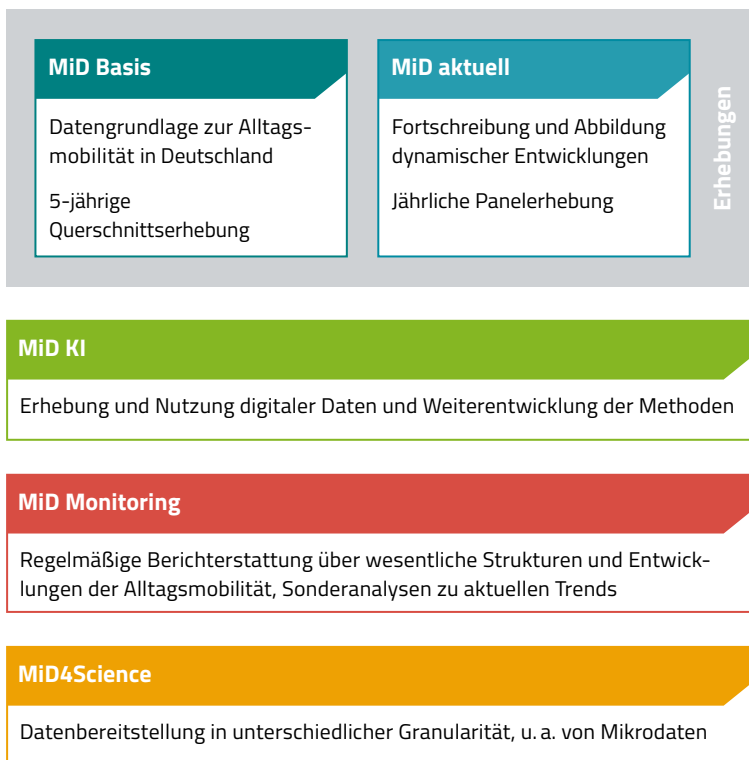 MiD Basis
Datengrundlage zur Alltags-
mobilität in Deutschland
5-jährige
Querschnittserhebung
MiD aktuell
Fortschreibung und Abbildung
dynamischer Entwicklungen
Jährliche Panelerhebung
Erhebungen
MiD KI
Erhebung und Nutzung digitaler Daten und Weiterentwicklung der Methoden
MiD Monitoring
Regelmäßige Berichterstattung über wesentliche Strukturen und Entwick-
lungen der Alltagsmobilität, Sonderanalysen zu aktuellen Trends
MiD4Science
Datenbereitstellung in unterschiedlicher Granularität, u. a. von Mikrodaten